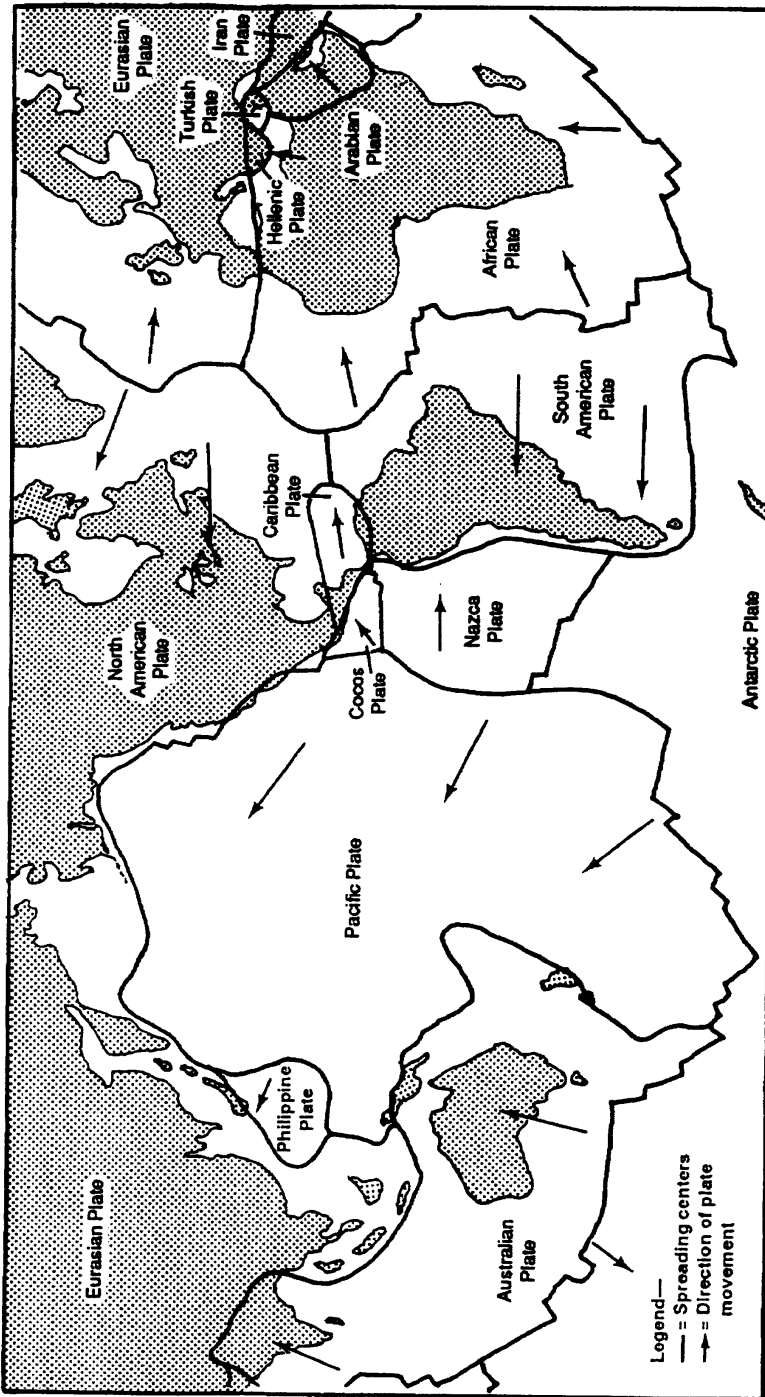 Eurasian Plate
Eurasian
Plate
North
American
Plate
Turkish
Plate
Iran
Plate
Hellenic
Plate
Arabian
Plate
African
Plate
Caribbean
Plate
Cocos
Plate
Nazca
Plate
South
American
Plate
Pacific Plate
Philippine
Plate
Australian
Plate
Antarctic Plate
Legend—
= Spreading centers
= Direction of plate
movement